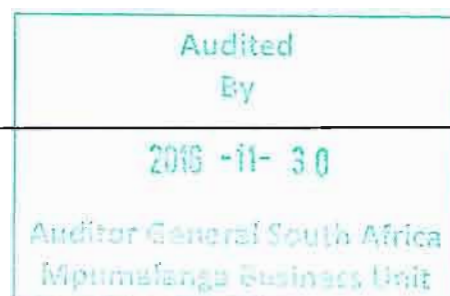 Audited
By
2016 -11- 30
Auditor General South Africa
Mpumalanga Business Unit